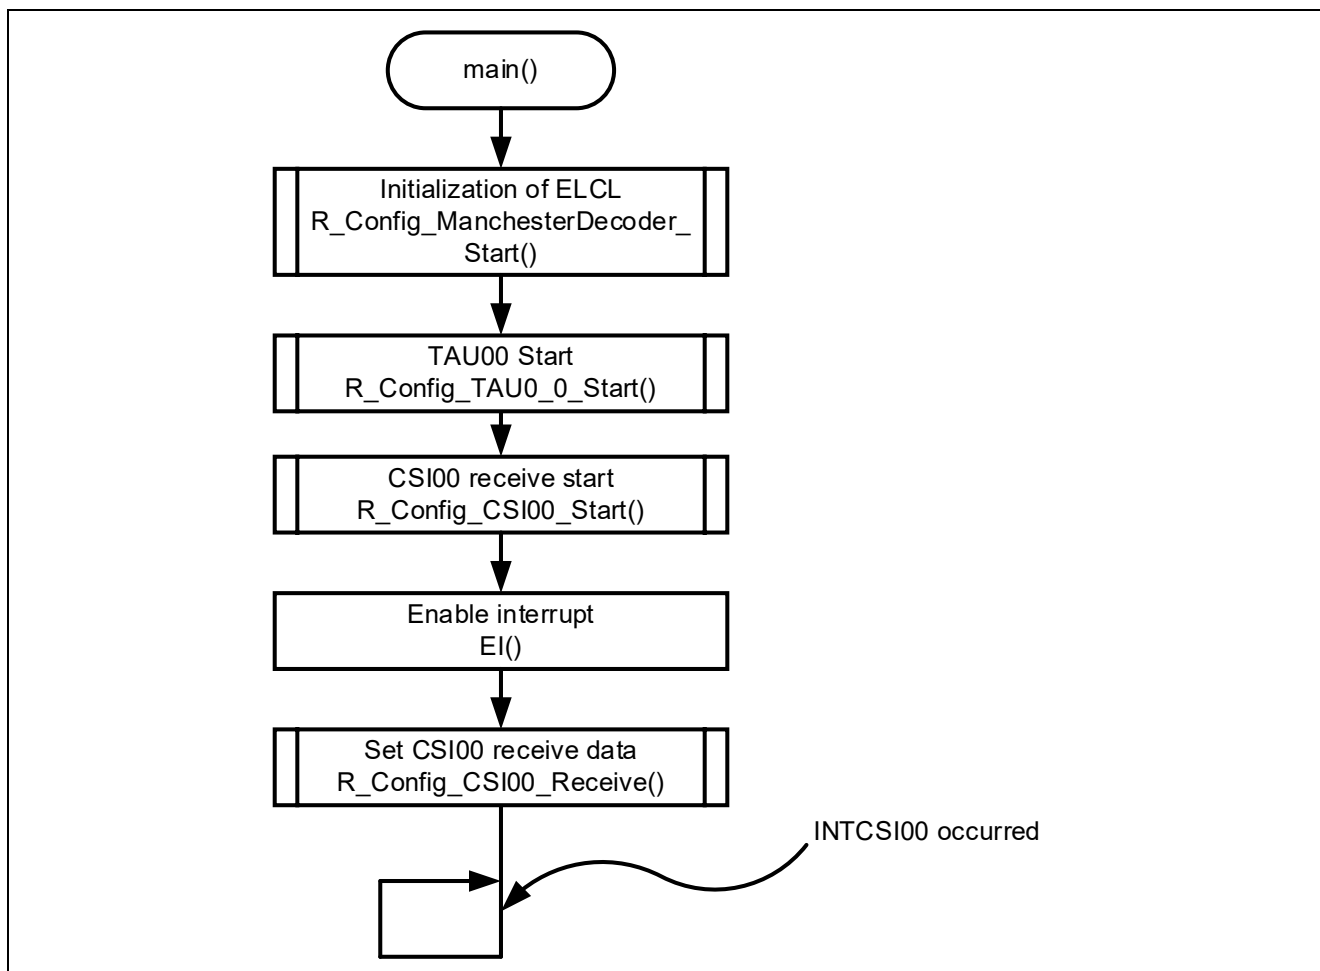 main()
Initialization of ELCL
R_Config_ManchesterDecoder_
Start()
TAU00 Start
R_Config_TAU0_0_Start()
CSI00 receive start
R_Config_CSI00_Start()
Enable interrupt
EI()
Set CSI00 receive data
R_Config_CSI00_Receive()
INTCSI00 occurred